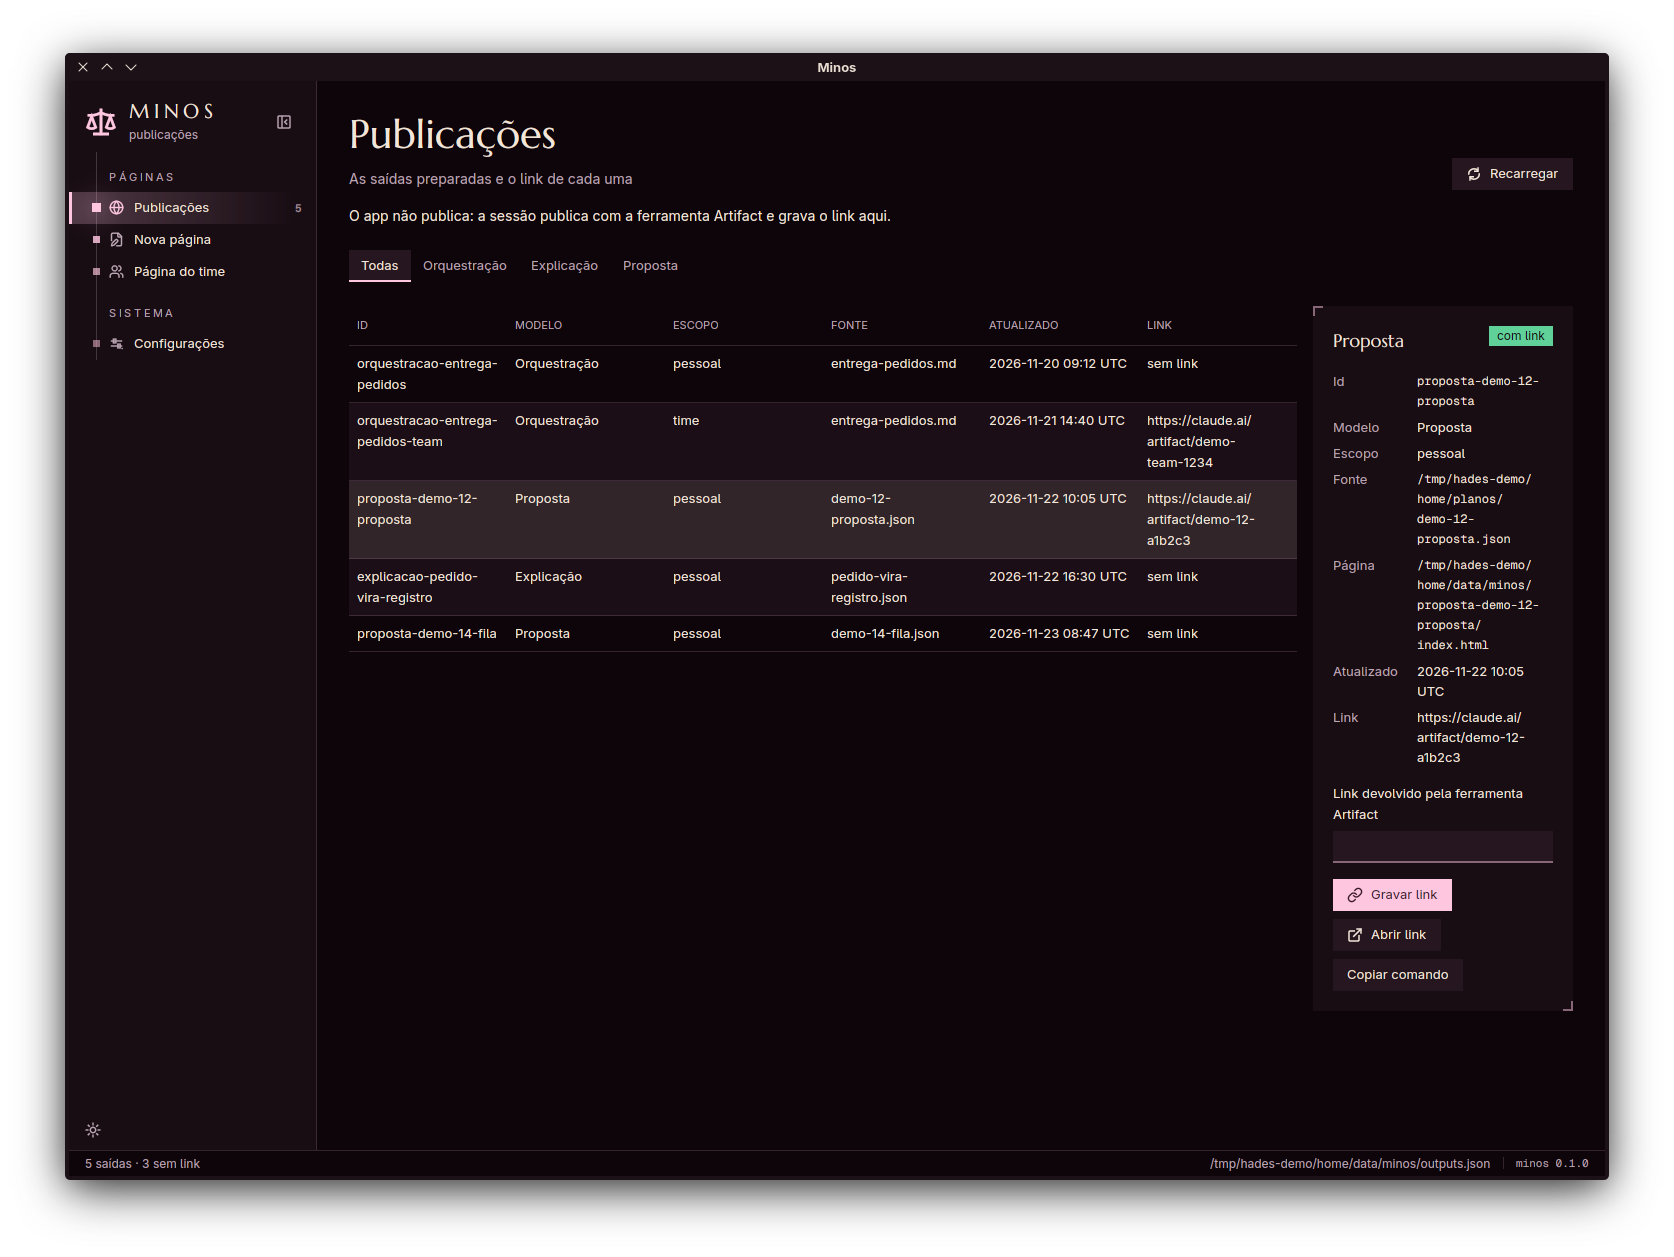 Minos
MINOS
publicações
PÁGINAS
Publicações 5
Nova página
Página do time
SISTEMA
Configurações
Publicações
As saídas preparadas e o link de cada uma
Recarregar
O app não publica: a sessão publica com a ferramenta Artifact e grava o link aqui.
Todas Orquestração Explicação Proposta
ID MODELO ESCOPO FONTE ATUALIZADO LINK
orquestracao-entrega- Orquestração pessoal entrega-pedidos.md 2026-11-20 09:12 UTC sem link
pedidos
orquestracao-entrega- Orquestração time entrega-pedidos.md 2026-11-21 14:40 UTC https://claude.ai/
pedidos-team artifact/demo-
team-1234
proposta-demo-12- Proposta pessoal demo-12- 2026-11-22 10:05 UTC https://claude.ai/
proposta proposta.json artifact/demo-12-
a1b2c3
explicacao-pedido- Explicação pessoal pedido-vira- 2026-11-22 16:30 UTC sem link
vira-registro registro.json
proposta-demo-14-fila Proposta pessoal demo-14-fila.json 2026-11-23 08:47 UTC sem link
Proposta com link
Id proposta-demo-12-
proposta
Modelo Proposta
Escopo pessoal
Fonte /tmp/hades-demo/
home/planos/
demo-12-
proposta.json
Página /tmp/hades-demo/
home/data/minos/
proposta-demo-12-
proposta/
index.html
Atualizado 2026-11-22 10:05
UTC
Link https://claude.ai/
artifact/demo-12-
a1b2c3
Link devolvido pela ferramenta
Artifact
Gravar link
Abrir link
Copiar comando
5 saídas · 3 sem link
/tmp/hades-demo/home/data/minos/outputs.json minos 0.1.0